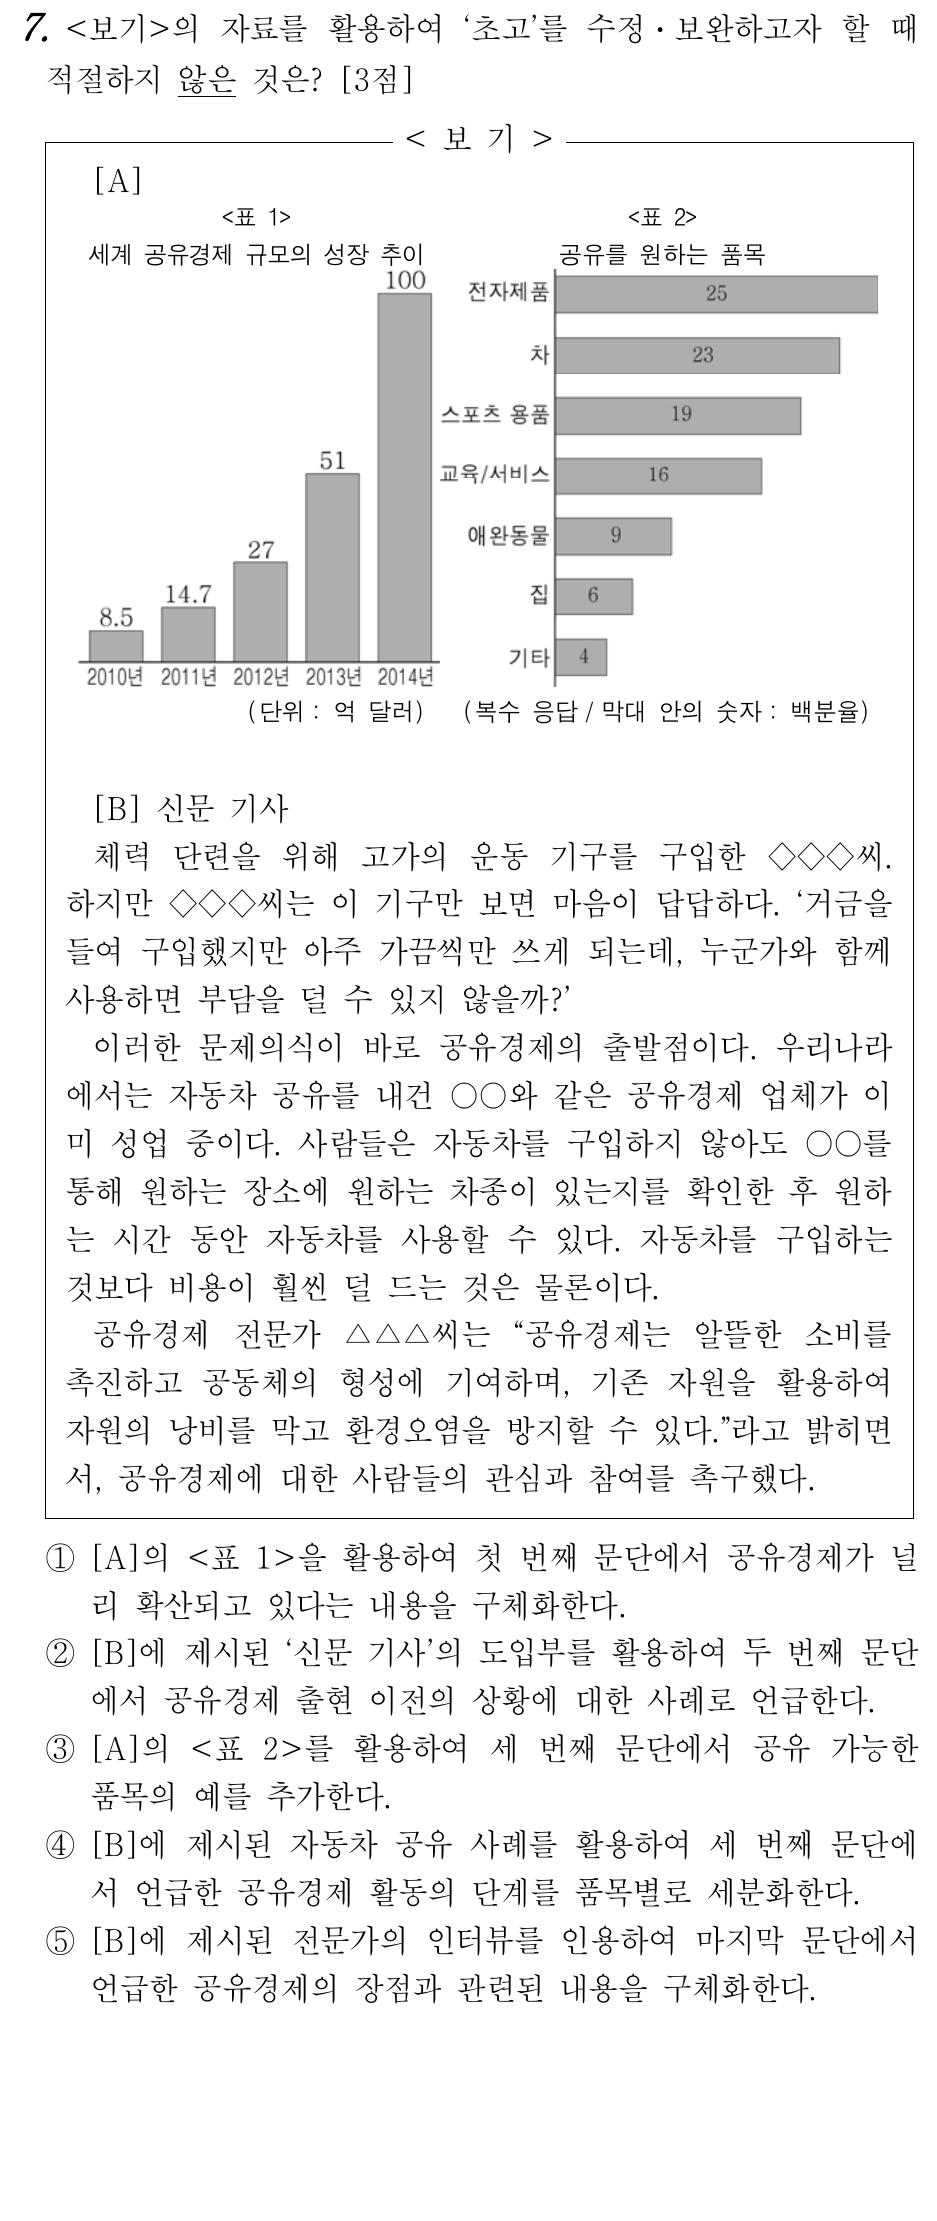 7. <보기>의 자료를 활용하여 ‘초고’를 수정・보완하고자 할 때
적절하지 않은 것은? [3점]
< 보 기 >
[A]
<표 1>
세계 공유경제 규모의 성장 추이
100
51
27
14.7
8.5
2010년 2011년 2012년 2013년 2014년
(단위 : 억 달러)
<표 2>
공유를 원하는 품목
전자제품 25
차 23
스포츠 용품 19
교육/서비스 16
애완동물 9
집 6
기타 4
(복수 응답 / 막대 안의 숫자 : 백분율)
[B] 신문 기사
체력 단련을 위해 고가의 운동 기구를 구입한 ◇◇◇씨.
하지만 ◇◇◇씨는 이 기구만 보면 마음이 답답하다. ‘거금을
들여 구입했지만 아주 가끔씩만 쓰게 되는데, 누군가와 함께
사용하면 부담을 덜 수 있지 않을까?’
이러한 문제의식이 바로 공유경제의 출발점이다. 우리나라
에서는 자동차 공유를 내건 ○○와 같은 공유경제 업체가 이
미 성업 중이다. 사람들은 자동차를 구입하지 않아도 ○○를
통해 원하는 장소에 원하는 차종이 있는지를 확인한 후 원하
는 시간 동안 자동차를 사용할 수 있다. 자동차를 구입하는
것보다 비용이 훨씬 덜 드는 것은 물론이다.
공유경제 전문가 △△△씨는 “공유경제는 알뜰한 소비를
촉진하고 공동체의 형성에 기여하며, 기존 자원을 활용하여
자원의 낭비를 막고 환경오염을 방지할 수 있다.”라고 밝히면
서, 공유경제에 대한 사람들의 관심과 참여를 촉구했다.
① [A]의 <표 1>을 활용하여 첫 번째 문단에서 공유경제가 널
리 확산되고 있다는 내용을 구체화한다.
② [B]에 제시된 ‘신문 기사’의 도입부를 활용하여 두 번째 문단
에서 공유경제 출현 이전의 상황에 대한 사례로 언급한다.
③ [A]의 <표 2>를 활용하여 세 번째 문단에서 공유 가능한
품목의 예를 추가한다.
④ [B]에 제시된 자동차 공유 사례를 활용하여 세 번째 문단에
서 언급한 공유경제 활동의 단계를 품목별로 세분화한다.
⑤ [B]에 제시된 전문가의 인터뷰를 인용하여 마지막 문단에서
언급한 공유경제의 장점과 관련된 내용을 구체화한다.